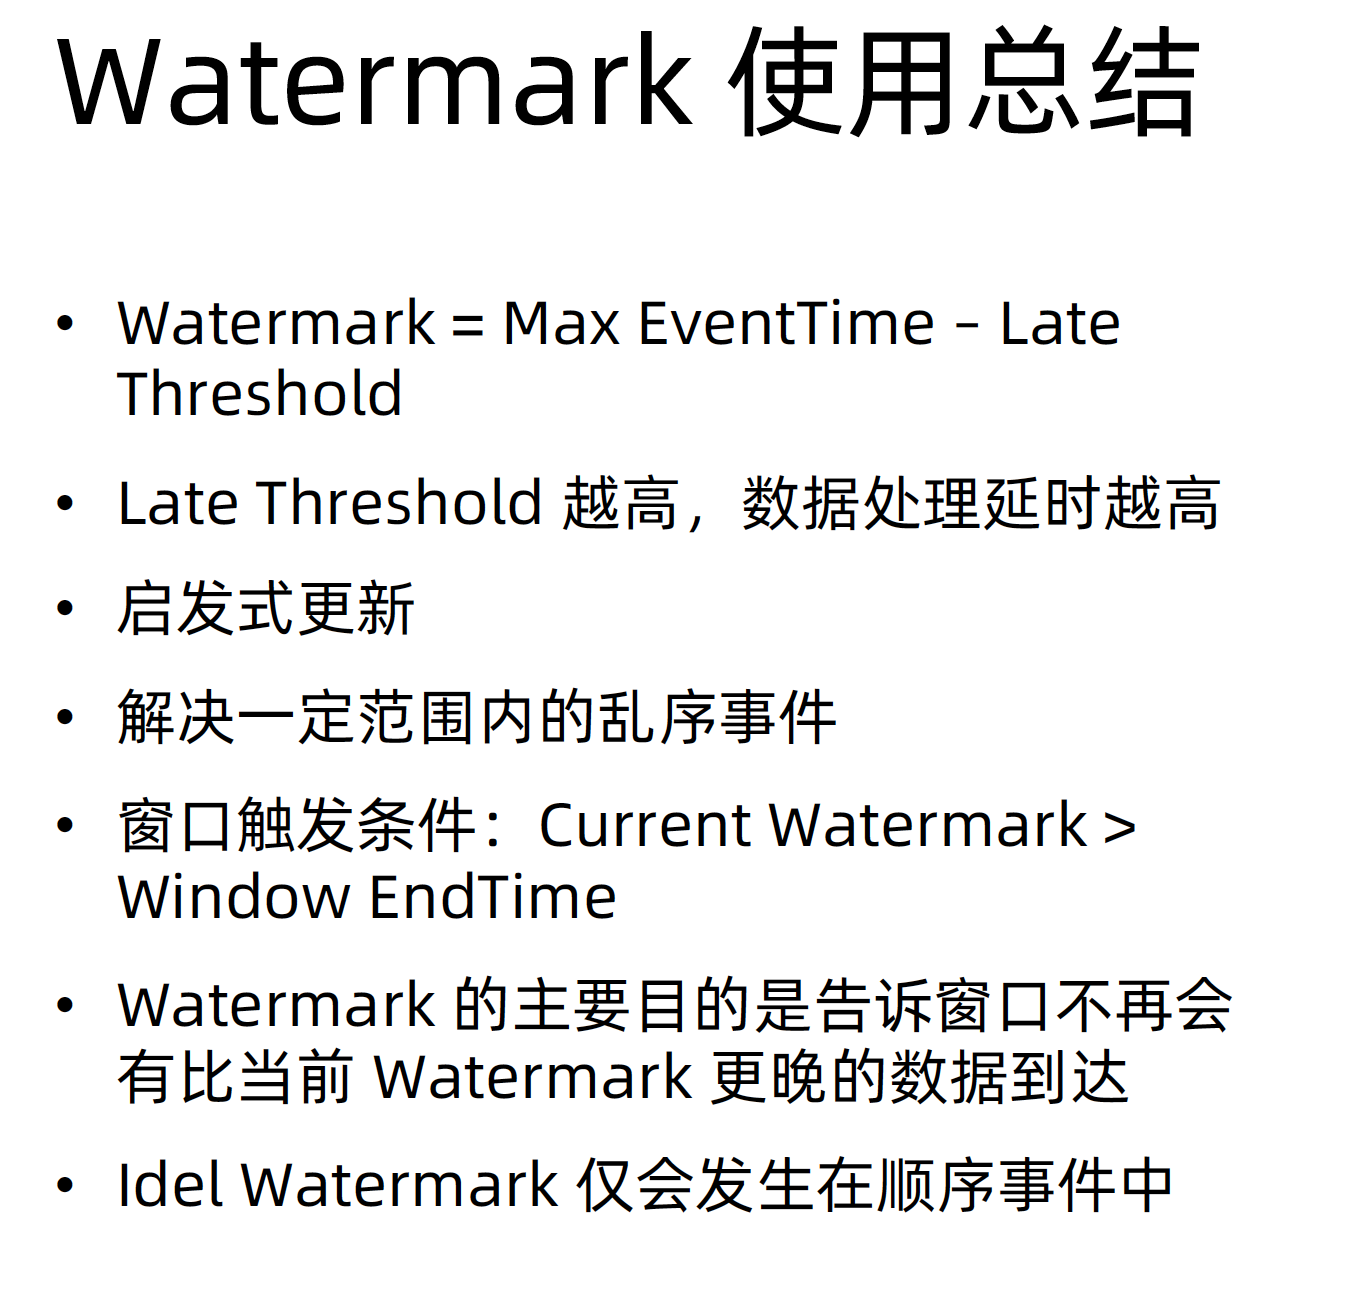 Watermark 使用总结
• Watermark = Max EventTime – Late
Threshold
• Late Threshold 越高，数据处理延时越高
• 启发式更新
• 解决一定范围内的乱序事件
• 窗口触发条件：Current Watermark >
Window EndTime
• Watermark 的主要目的是告诉窗口不再会
有比当前 Watermark 更晚的数据到达
• Idel Watermark 仅会发生在顺序事件中